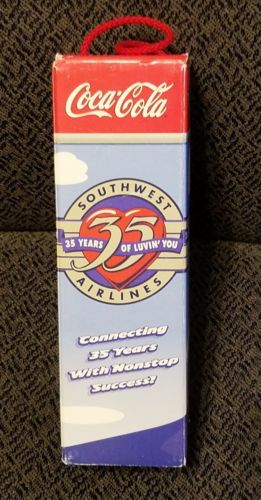 Coca-Cola
SOUTHWEST
35
35 YEARS OF LUVIN' YOU
AIRLINES
Connecting
35 Years
With Nonstop
Success!